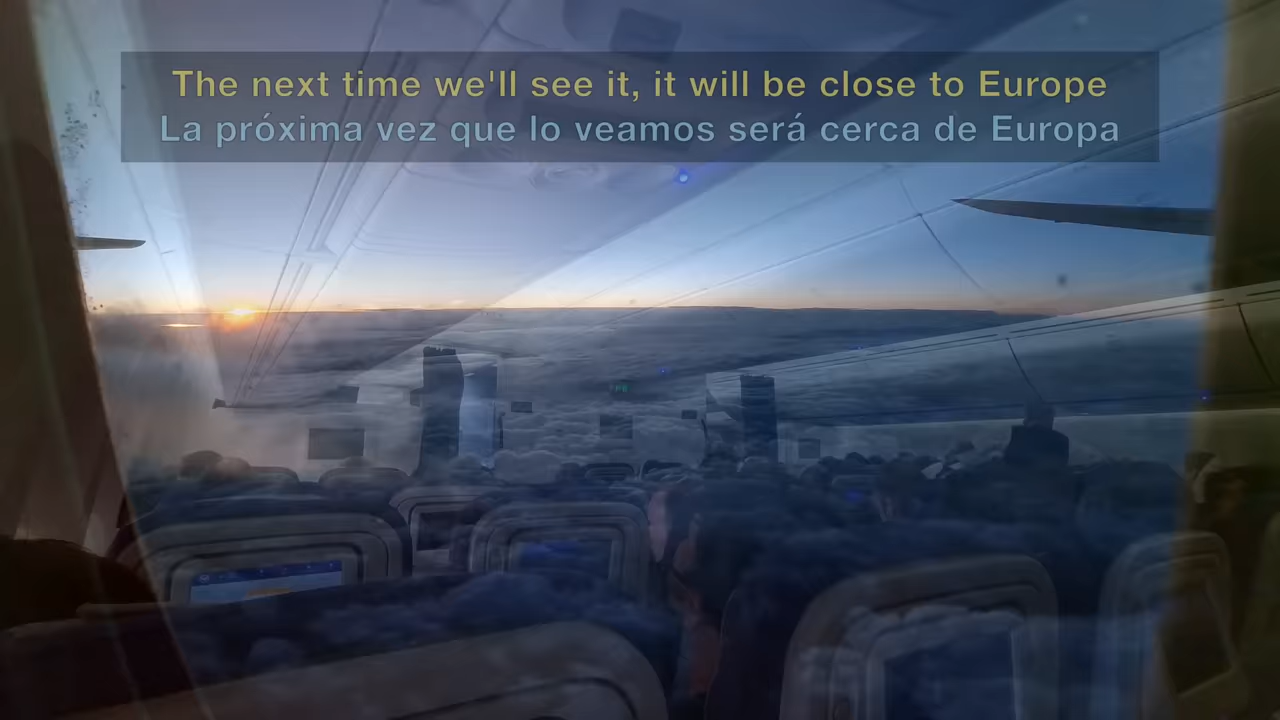 The next time we'll see it, it will be close to Europe
La próxima vez que lo veamos será cerca de Europa